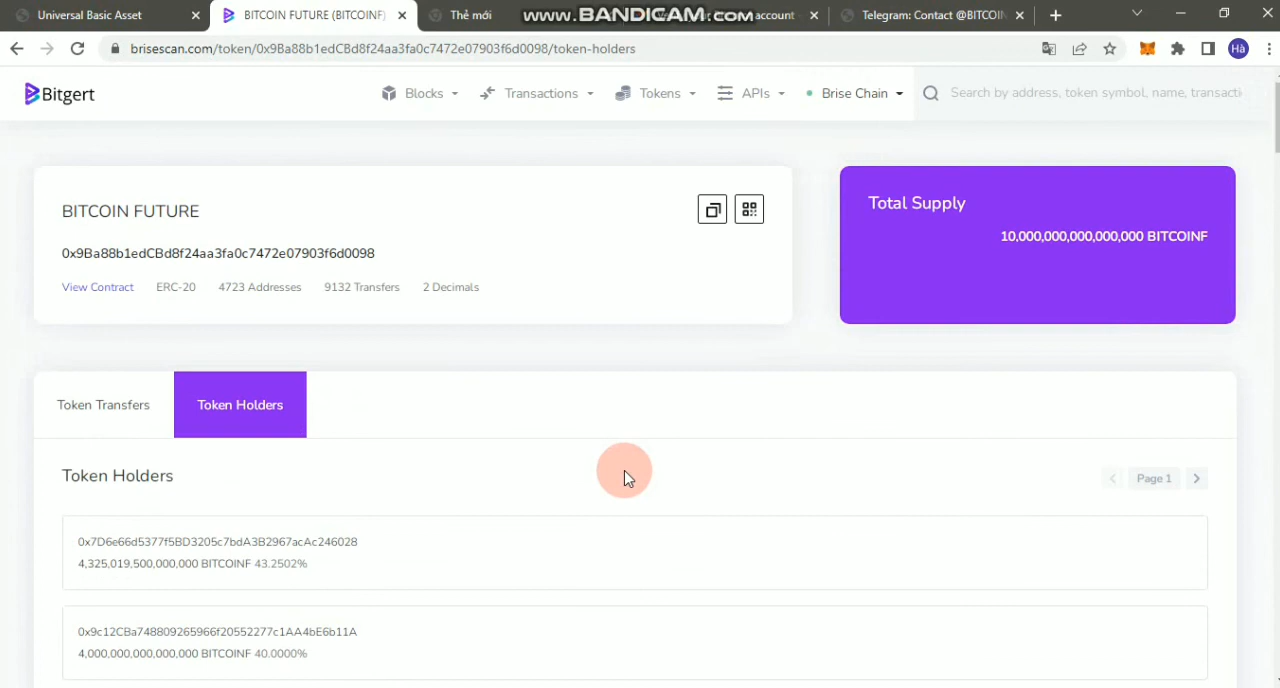 Universal Basic Asset
BITCOIN FUTURE (BITCOINF)
Thẻ mới
www.BANDICAM.com
account
Telegram: Contact @BITCOIN
brisescan.com/token/0x9Ba88b1edCBd8f24aa3fa0c7472e07903f6d0098/token-holders
Hà
Bitgert
Blocks
Transactions
Tokens
APIs
Brise Chain
Search by address, token symbol, name, transacti
BITCOIN FUTURE
0x9Ba88b1edCBd8f24aa3fa0c7472e07903f6d0098
View Contract ERC-20 4723 Addresses 9132 Transfers 2 Decimals
Total Supply
10,000,000,000,000,000 BITCOINF
Token Transfers
Token Holders
Token Holders
Page 1
0x7D6e66d5377f5BD3205c7bdA3B2967acAc246028
4,325,019,500,000,000 BITCOINF 43.2502%
0x9c12CBa748809265966f20552277c1AA4bE6b11A
4,000,000,000,000,000 BITCOINF 40.0000%